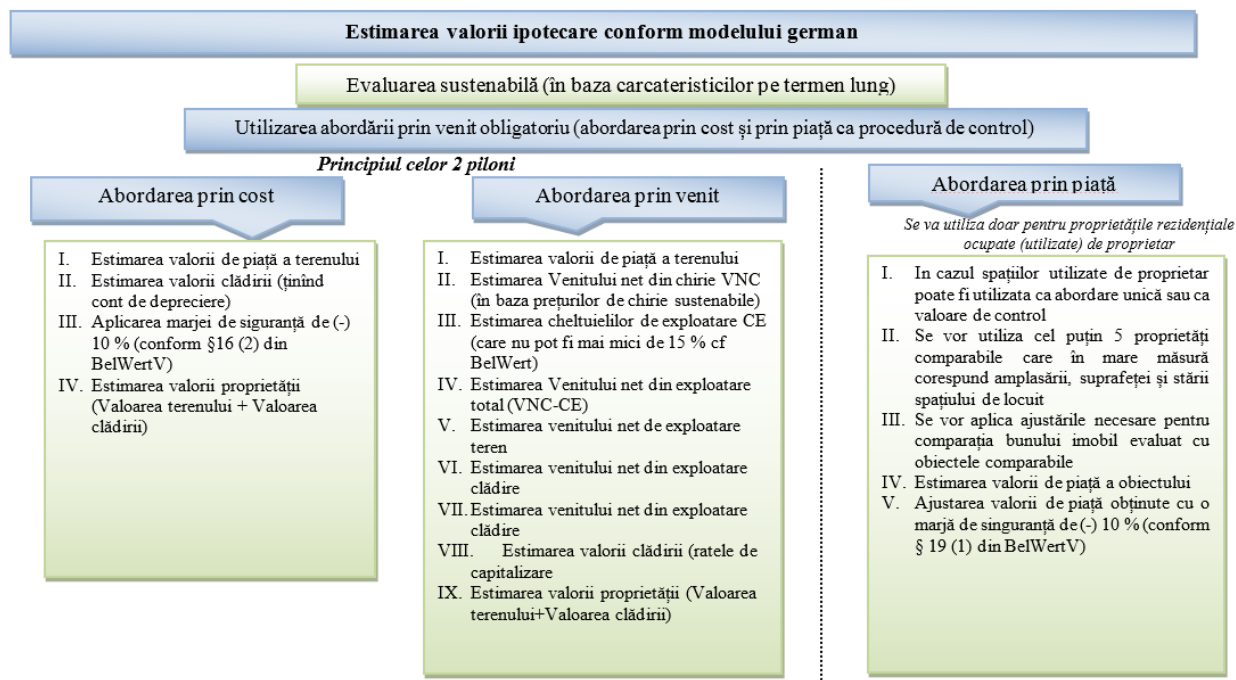 Estimarea valorii ipotecare conform modelului german
Evaluarea sustenabilă (în baza carcateristicilor pe termen lung)
Utilizarea abordării prin venit obligatoriu (abordarea prin cost și prin piață ca procedură de control)
Principiul celor 2 piloni
Abordarea prin cost
I. Estimarea valorii de piață a terenului
II. Estimarea valorii clădirii (ținînd
cont de depreciere)
III. Aplicarea marjei de siguranță de (-)
10 % (conform §16 (2) din
BelWertV)
IV. Estimarea valorii proprietății
(Valoarea terenului + Valoarea
clădirii)
Abordarea prin venit
I. Estimarea valorii de piață a terenului
II. Estimarea Venitului net din chirie VNC
(în baza prețurilor de chirie sustenabile)
III. Estimarea cheltuielilor de exploatare CE
(care nu pot fi mai mici de 15 % cf
BelWert)
IV. Estimarea Venitului net din exploatare
total (VNC-CE)
V. Estimarea venitului net de exploatare
teren
VI. Estimarea venitului net din exploatare
clădire
VII. Estimarea venitului net din exploatare
clădire
VIII. Estimarea valorii clădirii (ratele de
capitalizare
IX. Estimarea valorii proprietății (Valoarea
terenului+Valoarea clădirii)
Abordarea prin piață
Se va utiliza doar pentru proprietățile rezidențiale
ocupate (utilizate) de proprietar
I. In cazul spațiilor utilizate de proprietar
poate fi utilizata ca abordare unică sau ca
valoare de control
II. Se vor utiliza cel puțin 5 proprietăți
comparabile care în mare măsură
corespund amplasării, suprafeței și stării
spațiului de locuit
III. Se vor aplica ajustările necesare pentru
comparația bunului imobil evaluat cu
obiectele comparabile
IV. Estimarea valorii de piață a obiectului
V. Ajustarea valorii de piață obținute cu o
marjă de singuranță de (-) 10 % (conform
§ 19 (1) din BelWertV)